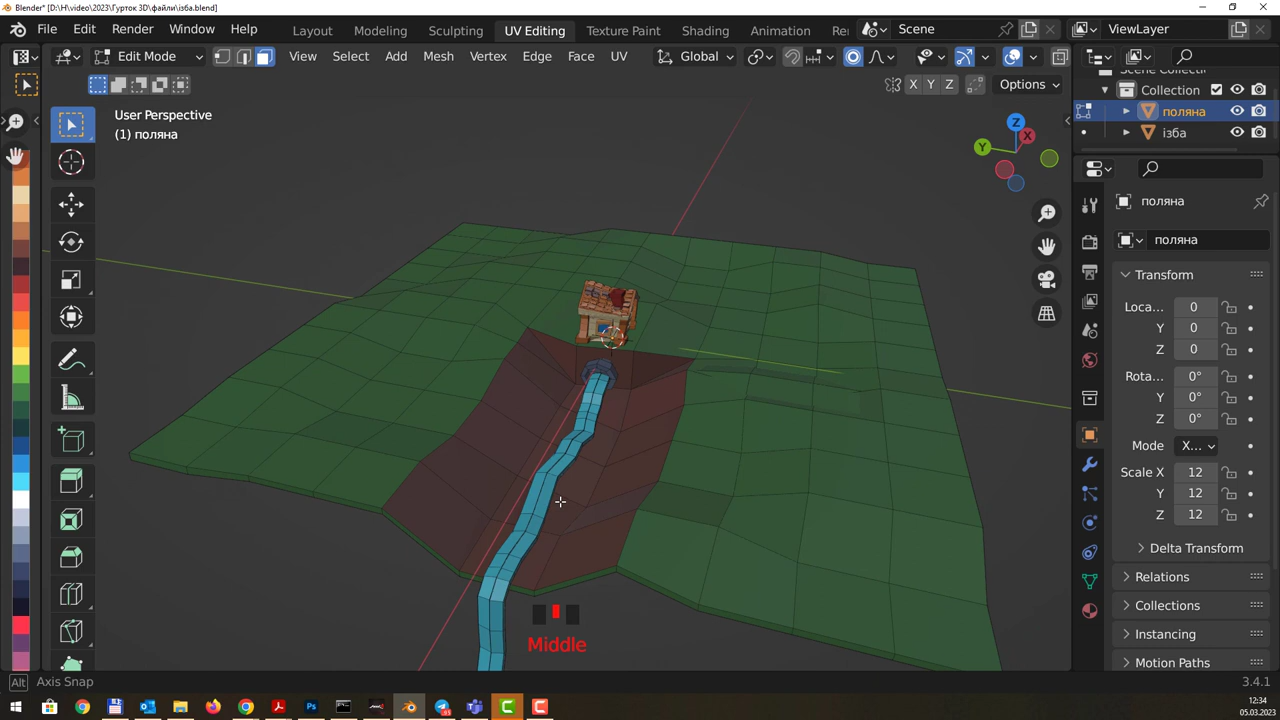 Blender* [D:\H\video\2023\Гурток 3D\файли\ізба.blend]
File Edit Render Window Help Layout Modeling Sculpting UV Editing Texture Paint Shading Animation Re Scene ViewLayer
Edit Mode View Select Add Mesh Vertex Edge Face UV Global
X Y Z Options
User Perspective
(1) поляна
Z
X
Y
Collection
поляна
ізба
поляна
поляна
Transform
Loca... 0
Y 0
Z 0
Rota... 0°
Y 0°
Z 0°
Mode X...
Scale X 12
Y 12
Z 12
Delta Transform
Relations
Collections
Instancing
Motion Paths
Middle
Alt Axis Snap
3.4.1
12:34
05.03.2023